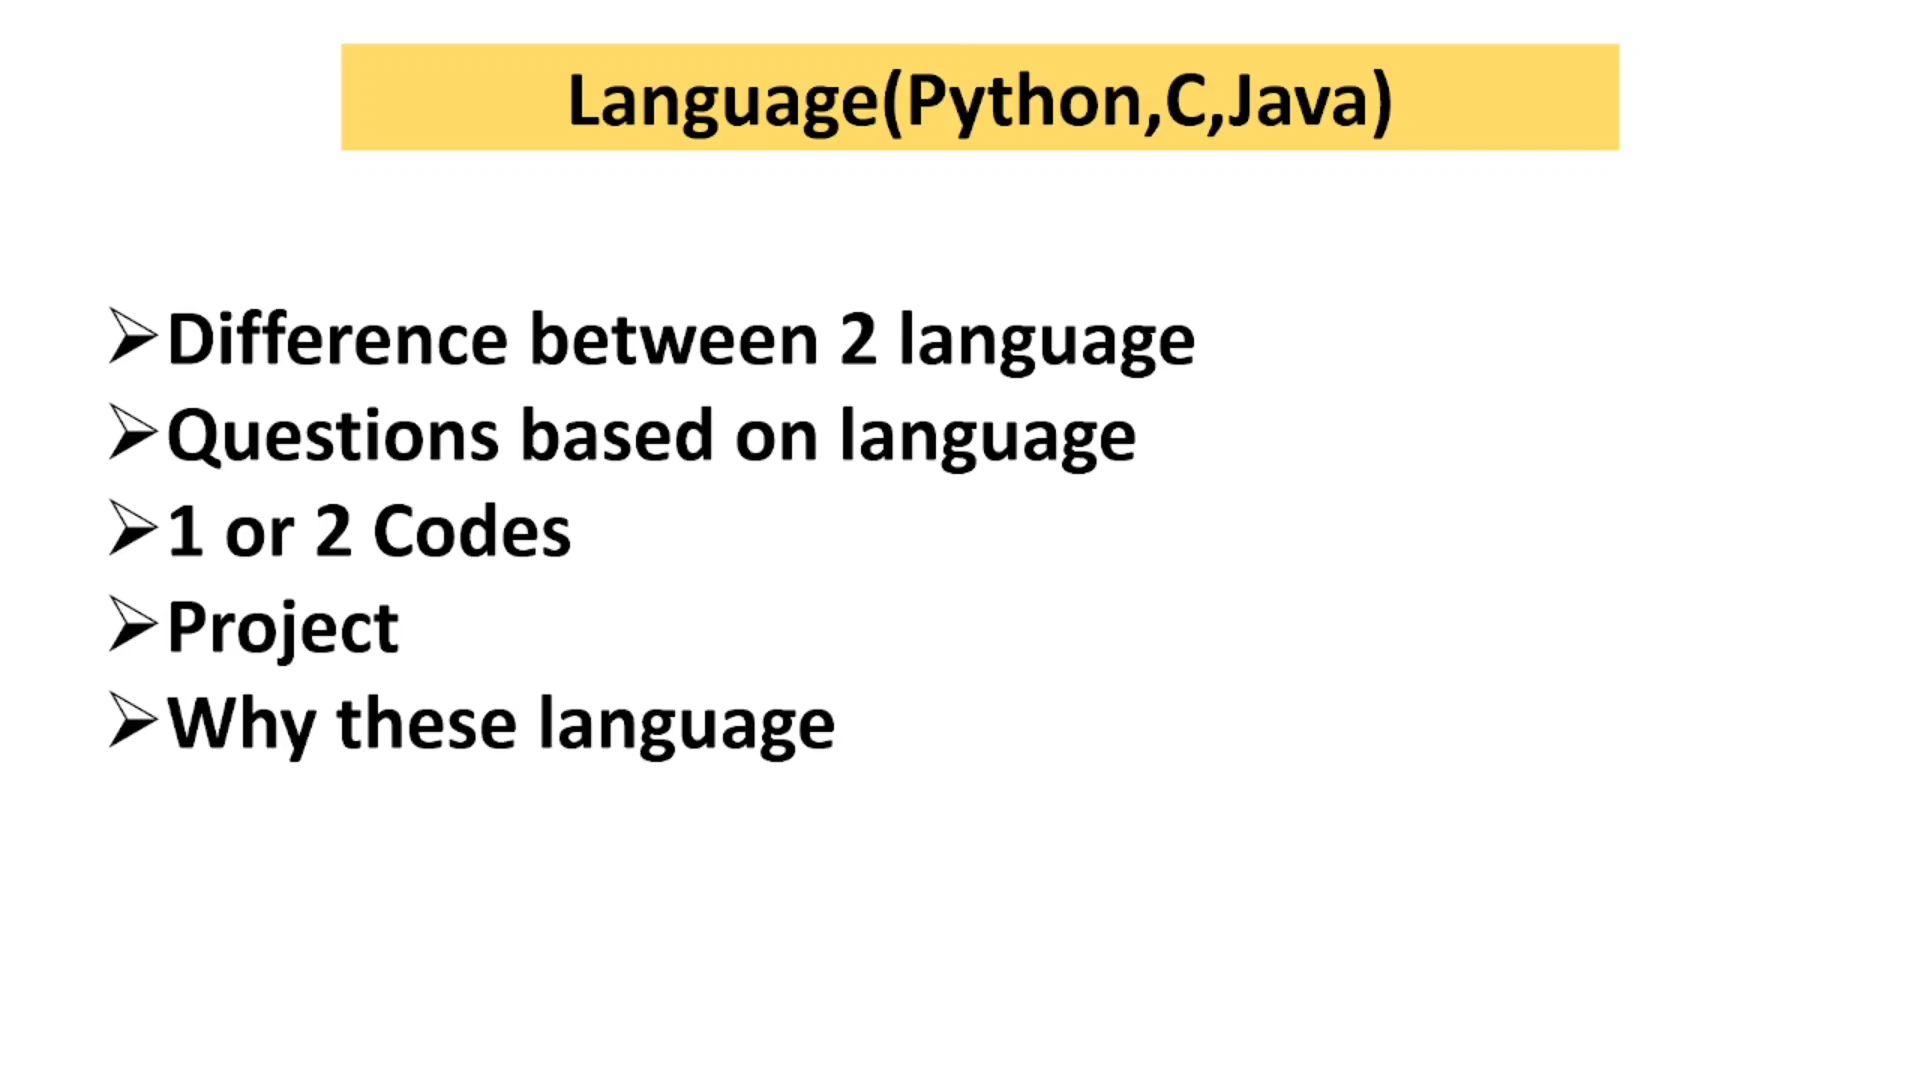 Language(Python,C,Java)
➢Difference between 2 language
➢Questions based on language
➢1 or 2 Codes
➢Project
➢Why these language